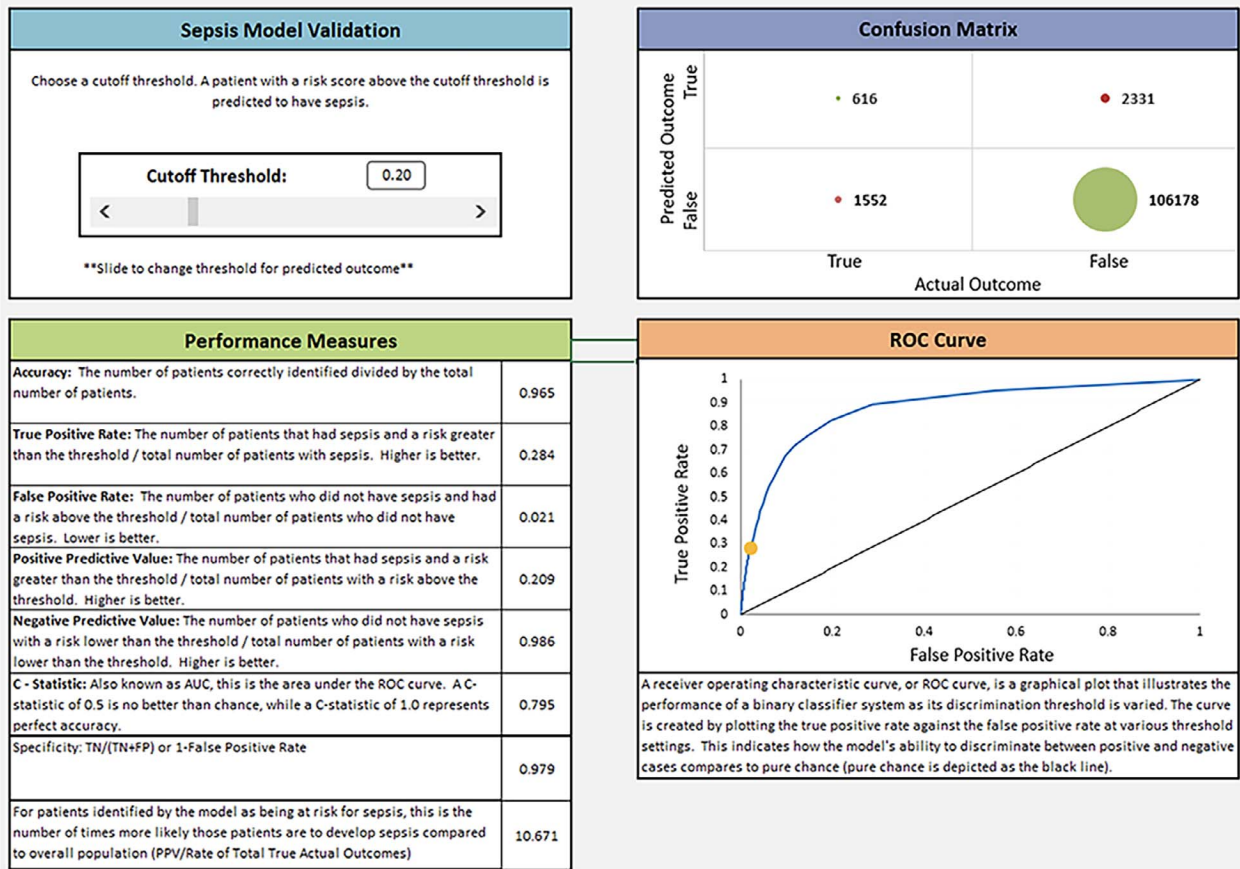 Sepsis Model Validation
Choose a cutoff threshold. A patient with a risk score above the cutoff threshold is
predicted to have sepsis.
Cutoff Threshold: 0.20
< >
**Slide to change threshold for predicted outcome**
Confusion Matrix
Predicted Outcome
True
False
616
2331
1552
106178
True False
Actual Outcome
Performance Measures
Accuracy: The number of patients correctly identified divided by the total
number of patients.
0.965
True Positive Rate: The number of patients that had sepsis and a risk greater
than the threshold / total number of patients with sepsis. Higher is better.
0.284
False Positive Rate: The number of patients who did not have sepsis and had
a risk above the threshold / total number of patients who did not have
sepsis. Lower is better.
0.021
Positive Predictive Value: The number of patients that had sepsis and a risk
greater than the threshold / total number of patients with a risk above the
threshold. Higher is better.
0.209
Negative Predictive Value: The number of patients who did not have sepsis
with a risk lower than the threshold / total number of patients with a risk
lower than the threshold. Higher is better.
0.986
C - Statistic: Also known as AUC, this is the area under the ROC curve. A C-
statistic of 0.5 is no better than chance, while a C-statistic of 1.0 represents
perfect accuracy.
0.795
Specificity: TN/(TN+FP) or 1-False Positive Rate
0.979
For patients identified by the model as being at risk for sepsis, this is the
number of times more likely those patients are to develop sepsis compared
to overall population (PPV/Rate of Total True Actual Outcomes)
10.671
ROC Curve
True Positive Rate
1
0.9
0.8
0.7
0.6
0.5
0.4
0.3
0.2
0.1
0
0 0.2 0.4 0.6 0.8 1
False Positive Rate
A receiver operating characteristic curve, or ROC curve, is a graphical plot that illustrates the
performance of a binary classifier system as its discrimination threshold is varied. The curve
is created by plotting the true positive rate against the false positive rate at various threshold
settings. This indicates how the model's ability to discriminate between positive and negative
cases compares to pure chance (pure chance is depicted as the black line).